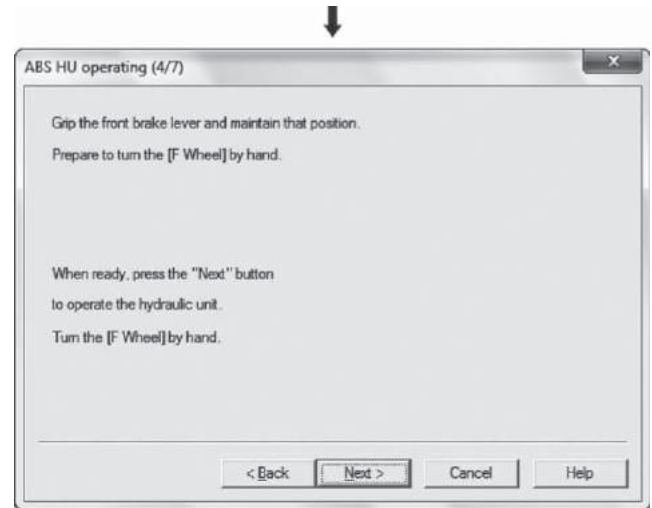 ABS HU operating (4/7)
Grip the front brake lever and maintain that position.
Prepare to turn the [F Wheel] by hand.
When ready, press the "Next" button
to operate the hydraulic unit.
Turn the [F Wheel] by hand.
< Back
Next >
Cancel
Help